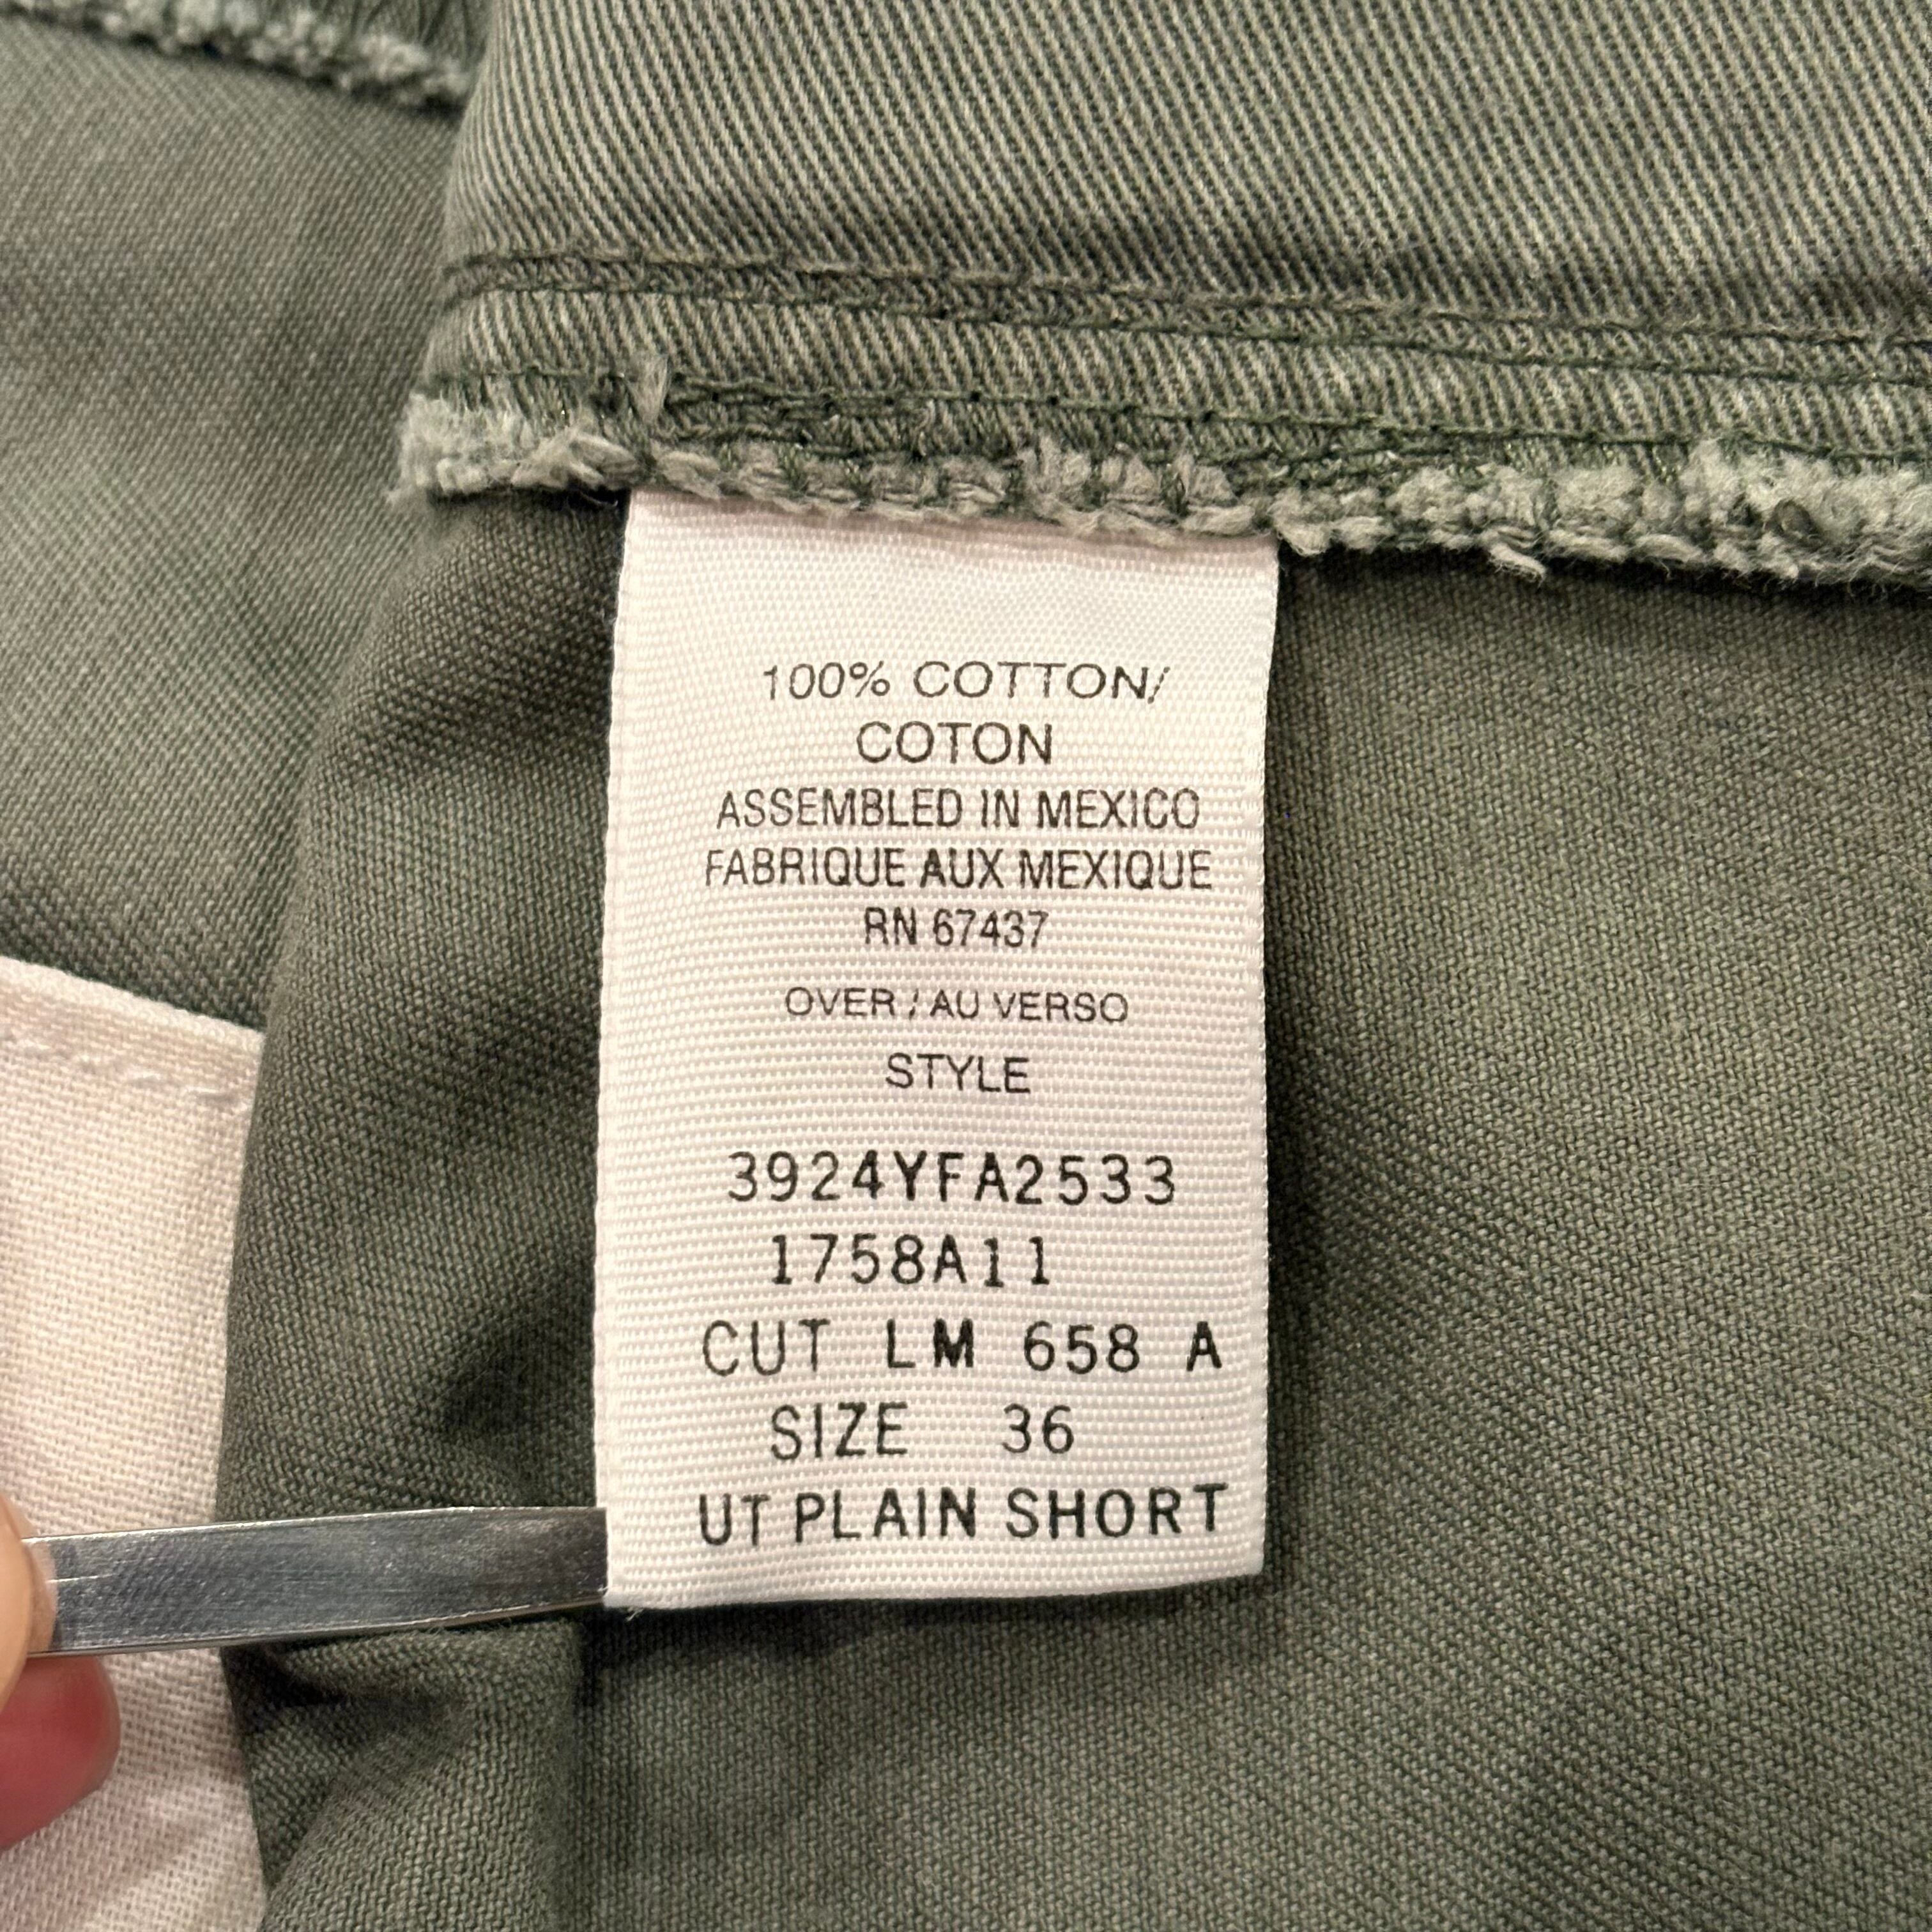 100% COTTON/
COTON
ASSEMBLED IN MEXICO
FABRIQUE AUX MEXIQUE
RN 67437
OVER / AU VERSO
STYLE
3924YFA2533
1758A11
CUT LM 658 A
SIZE 36
UT PLAIN SHORT